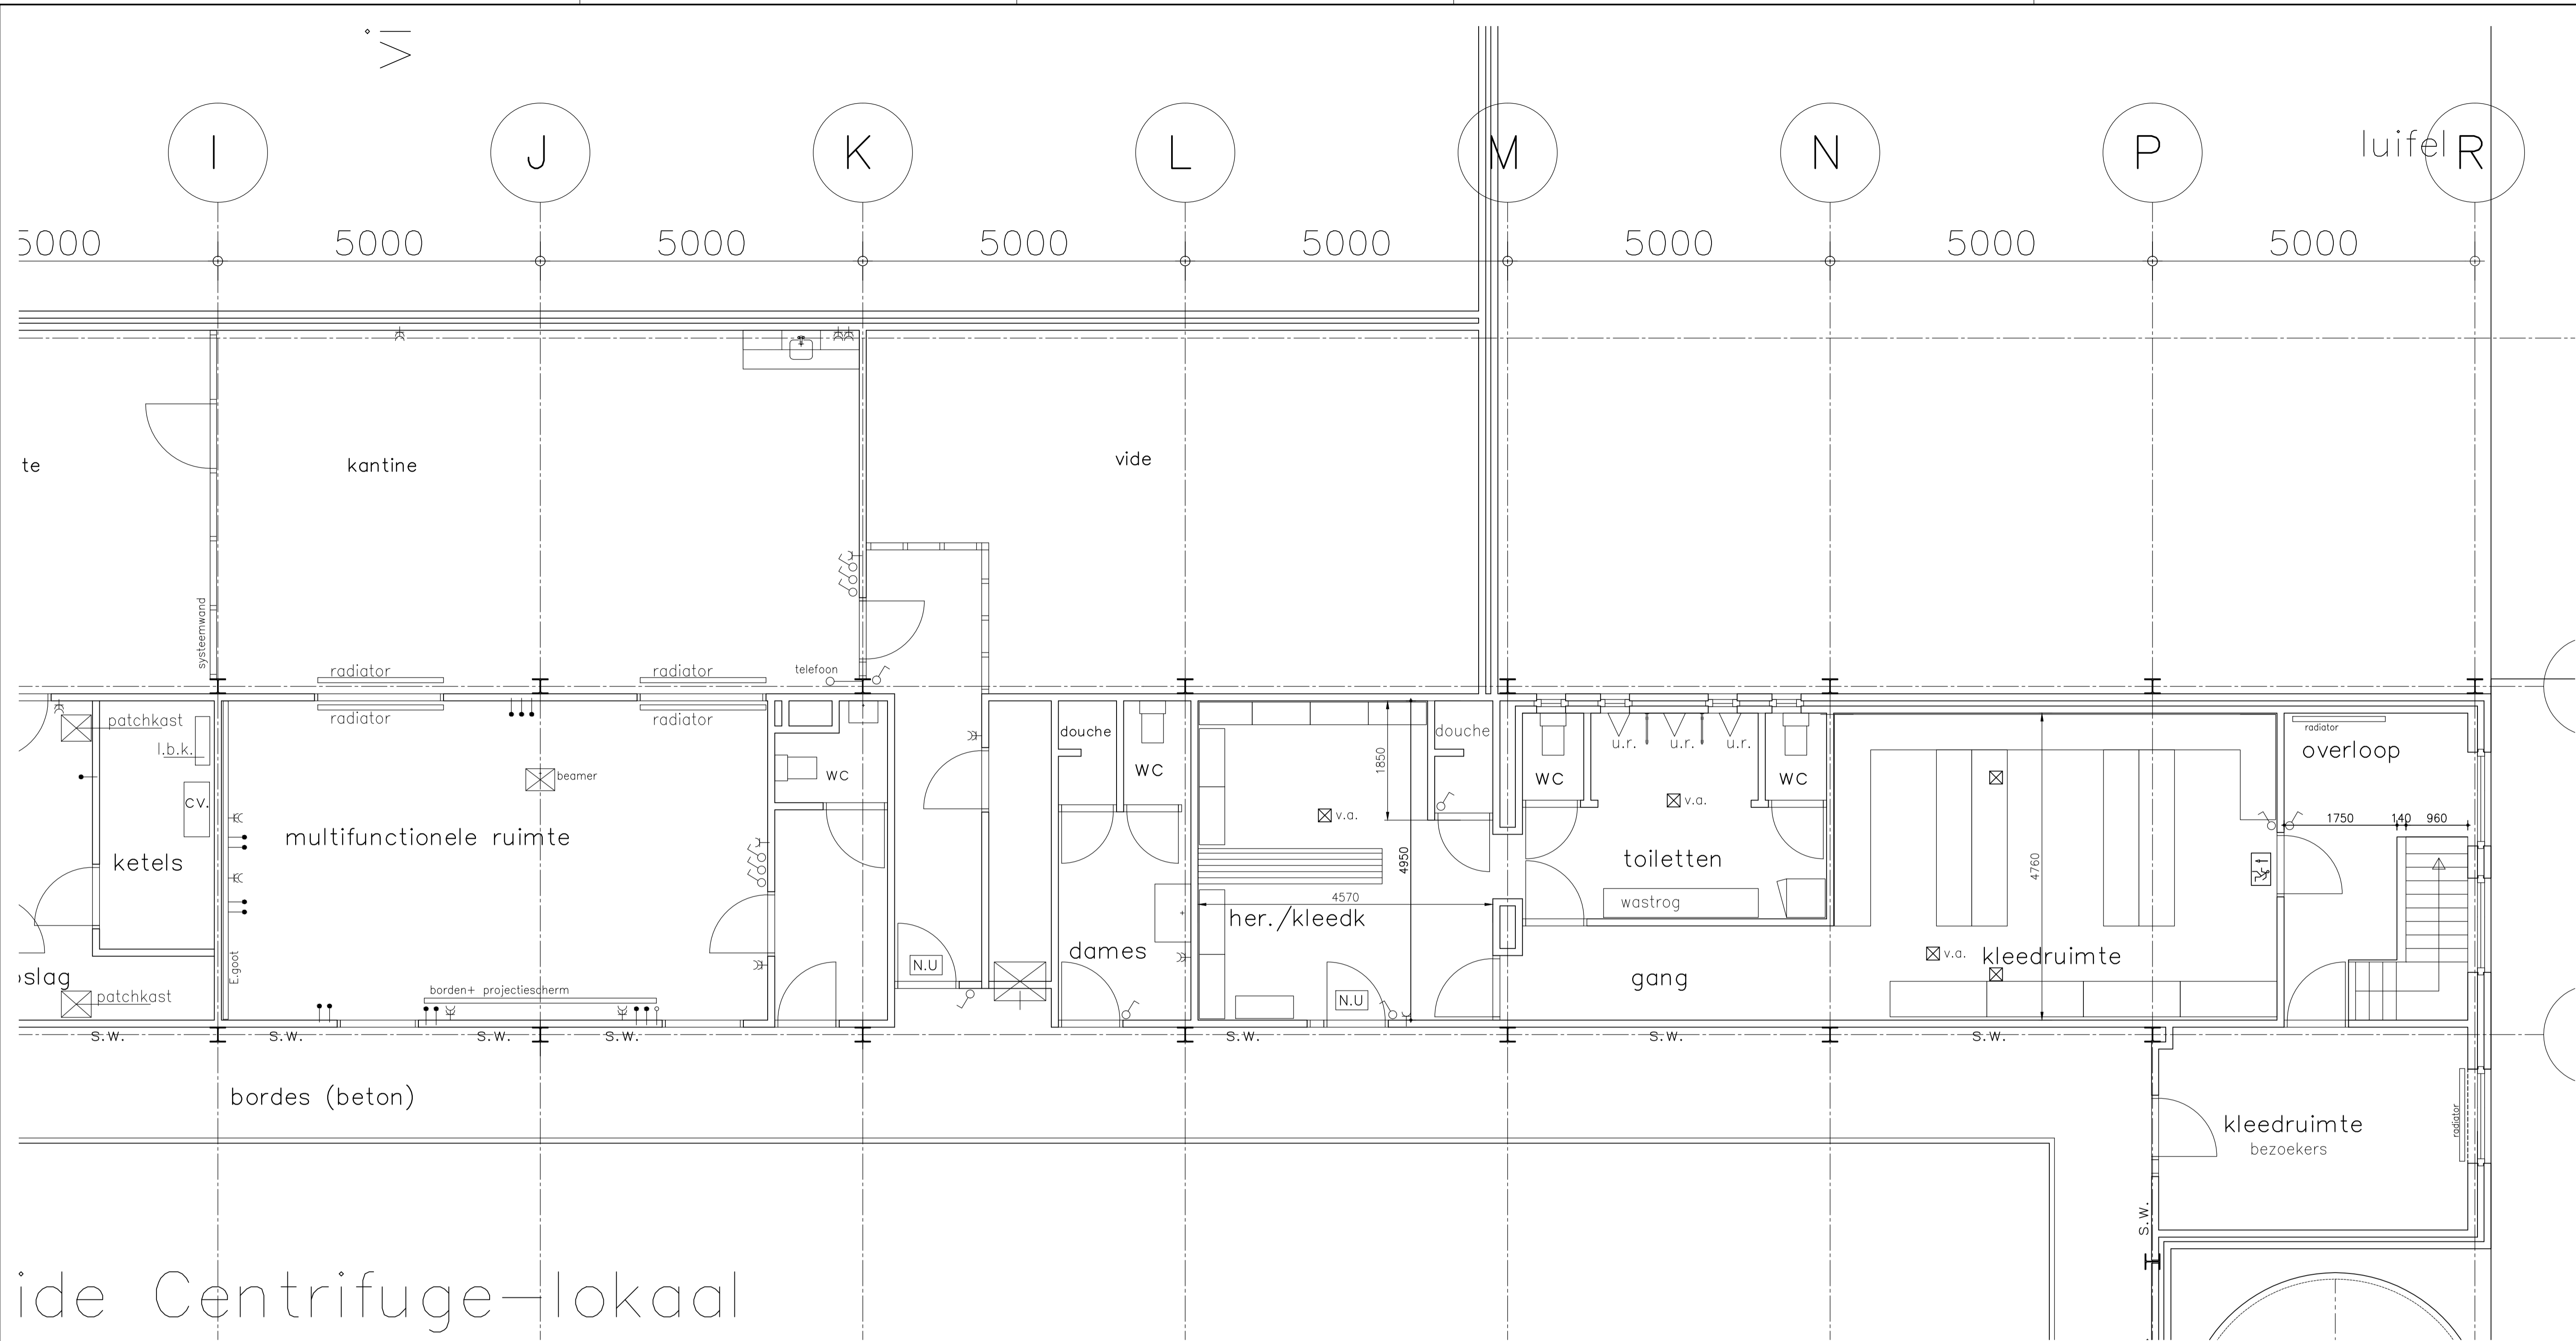 vi
I J K L M N P luifel R
5000 5000 5000 5000 5000 5000 5000 5000
te
kantine
vide
systeemwand
radiator
radiator
telefoon
radiator
radiator
patchkast
l.b.k.
cv.
ketels
multifunctionele ruimte
beamer
wc
E.goot
borden+ projectiescherm
patchkast
N.U
douche
wc
dames
v.a.
1850
4950
4570
her./kleedk
N.U
douche
wc
u.r. u.r. u.r.
wc
v.a.
toiletten
wastrog
gang
4760
v.a.
kleedruimte
radiator
overloop
1750 140 960
s.w. s.w. s.w. s.w. s.w. s.w. s.w.
bordes (beton)
kleedruimte
bezoekers
radiator
s.w.
ide Centrifuge-lokaal